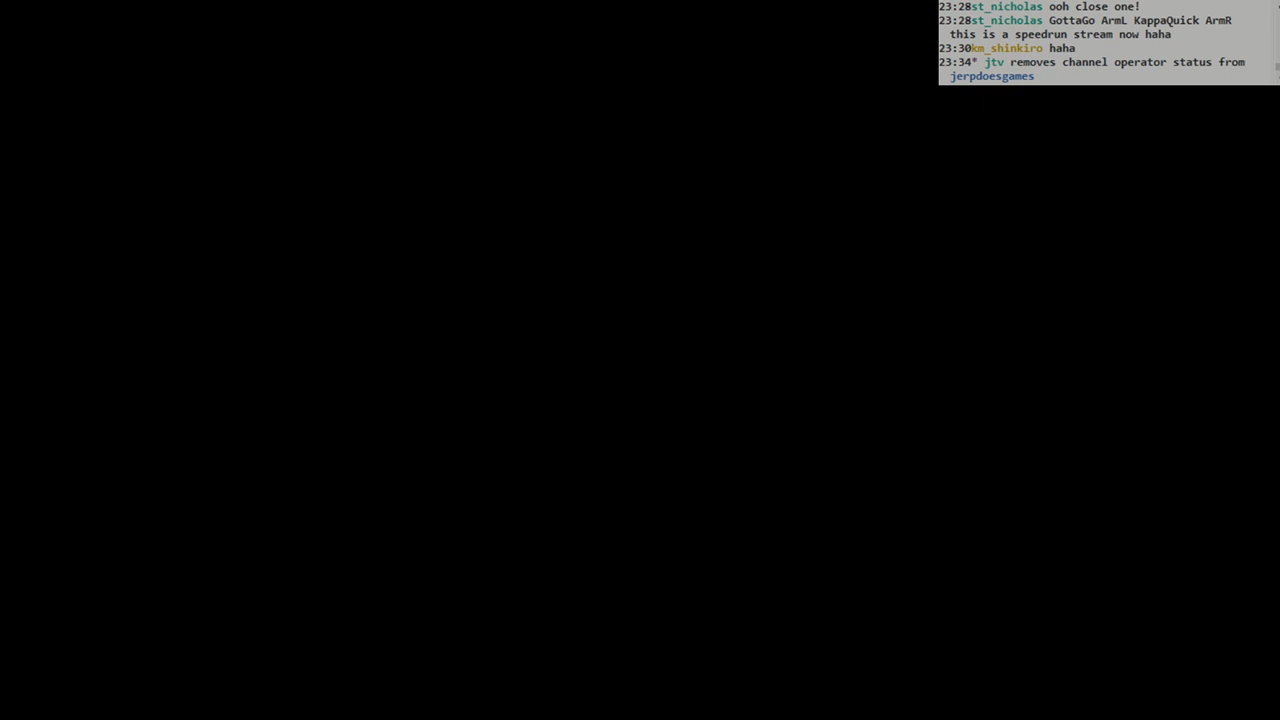 23:28st_nicholas ooh close one!
23:28st_nicholas GottaGo ArmL KappaQuick ArmR
this is a speedrun stream now haha
23:30km_shinkiro haha
23:34* jtv removes channel operator status from
jerpdoesgames